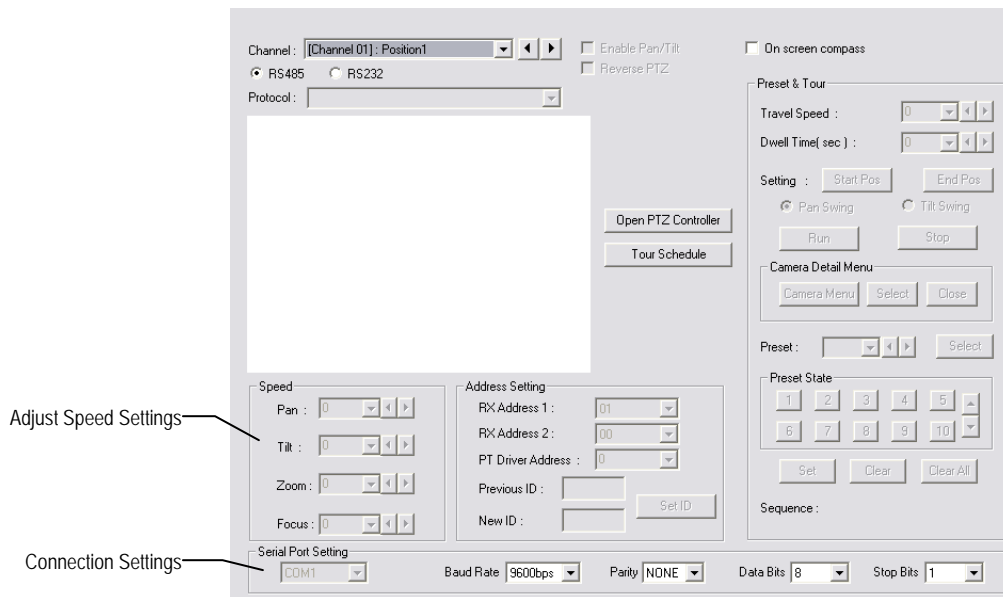 Channel : [Channel 01] : Position1
Enable Pan/Tilt
On screen compass
RS485 RS232
Reverse PTZ
Protocol :
Preset & Tour
Travel Speed : 0
Dwell Time( sec ) : 0
Setting : Start Pos End Pos
Pan Swing Tilt Swing
Run Stop
Open PTZ Controller
Tour Schedule
Camera Detail Menu
Camera Menu Select Close
Preset : Select
Preset State
1 2 3 4 5
6 7 8 9 10
Set Clear Clear All
Sequence :
Adjust Speed Settings
Speed
Pan : 0
Tilt : 0
Zoom : 0
Focus : 0
Address Setting
RX Address 1 : 01
RX Address 2 : 00
PT Driver Address : 0
Previous ID :
New ID :
Set ID
Connection Settings
Serial Port Setting
COM1 Baud Rate 9600bps Parity NONE Data Bits 8 Stop Bits 1